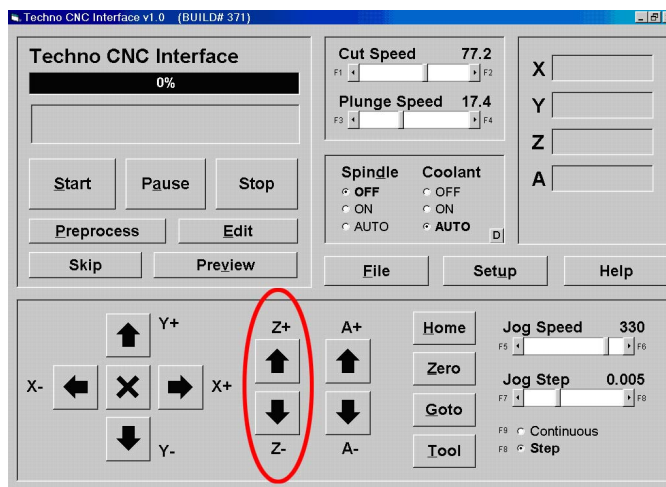 Techno CNC Interface v1.0 (BUILD# 371)
Techno CNC Interface
0%
Start Pause Stop
Preprocess Edit
Skip Preview
Cut Speed 77.2
F1 F2
Plunge Speed 17.4
F3 F4
Spindle Coolant
OFF OFF
ON ON
AUTO AUTO
D
X
Y
Z
A
File Setup Help
Y+
X- X+
Y-
Z+
Z-
A+
A-
Home
Zero
Goto
Tool
Jog Speed 330
F5 F6
Jog Step 0.005
F7 F8
F9 Continuous
F8 Step